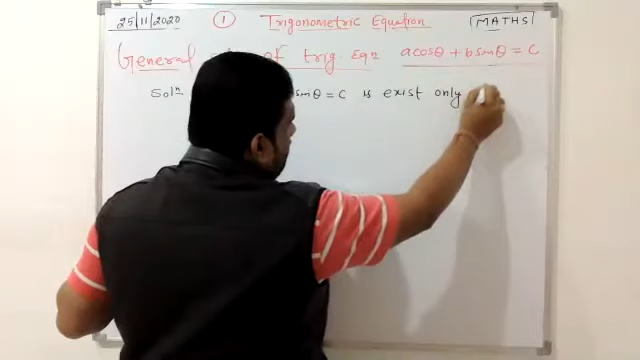 25/11/2020 1 Trigonometric Equation MATHS
General of trig. Eqn acosθ + bsinθ = c
Solⁿ sinθ = c is exist only